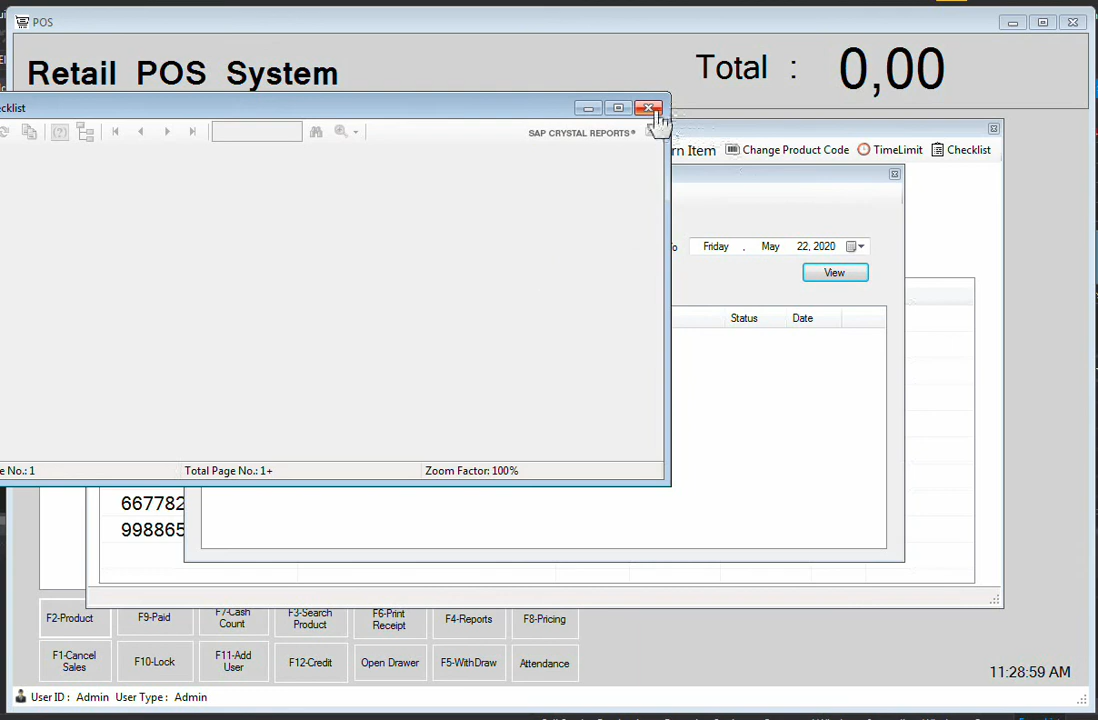 POS
Retail POS System
Total : 0,00
cklist
SAP CRYSTAL REPORTS®
rn Item
Change Product Code
TimeLimit
Checklist
o
Friday , May 22, 2020
View
Status
Date
e No.: 1
Total Page No.: 1+
Zoom Factor: 100%
667782
998865
F2-Product
F9-Paid
F7-Cash
Count
F3-Search
Product
F6-Print
Receipt
F4-Reports
F8-Pricing
F1-Cancel
Sales
F10-Lock
F11-Add
User
F12-Credit
Open Drawer
F5-WithDraw
Attendance
11:28:59 AM
User ID : Admin User Type : Admin